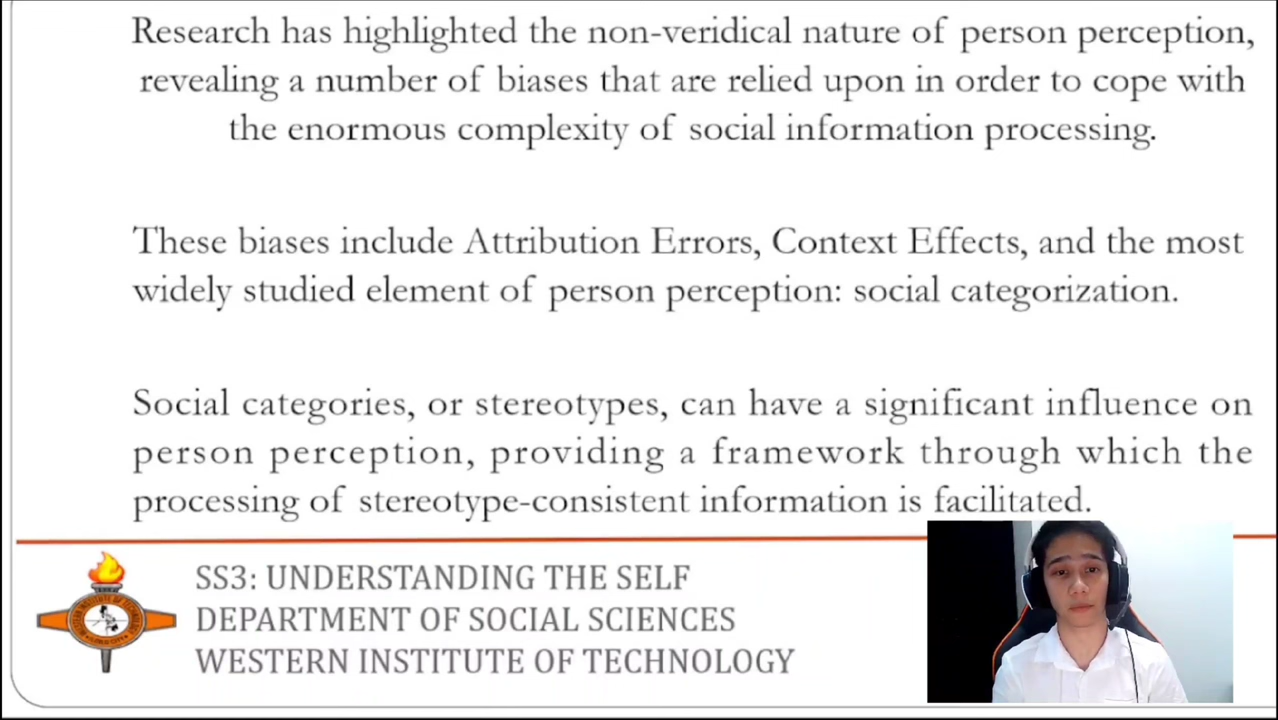 Research has highlighted the non-veridical nature of person perception,
revealing a number of biases that are relied upon in order to cope with
the enormous complexity of social information processing.
These biases include Attribution Errors, Context Effects, and the most
widely studied element of person perception: social categorization.
Social categories, or stereotypes, can have a significant influence on
person perception, providing a framework through which the
processing of stereotype-consistent information is facilitated.
SS3: UNDERSTANDING THE SELF
DEPARTMENT OF SOCIAL SCIENCES
WESTERN INSTITUTE OF TECHNOLOGY